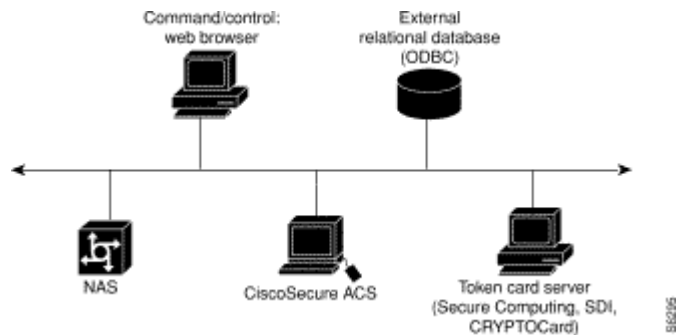 Command/control:
web browser
External
relational database
(ODBC)
NAS
CiscoSecure ACS
Token card server
(Secure Computing, SDI,
CRYPTOCard)
S6295